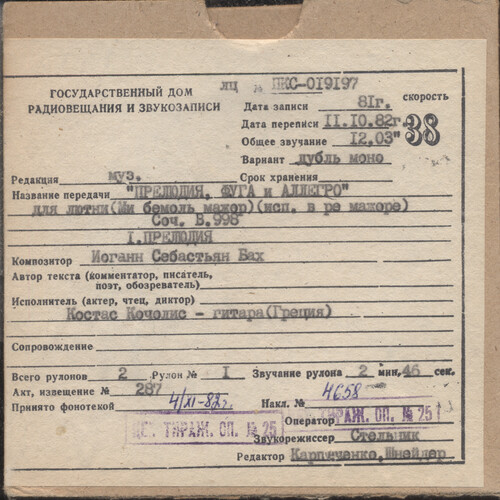 ГОСУДАРСТВЕННЫЙ ДОМ
РАДИОВЕЩАНИЯ И ЗВУКОЗАПИСИ
ЛЦ № ПКС-019197
Дата записи 81г. скорость
Дата переписи 11.10.82г. 38
Общее звучание 12.03"
Вариант дубль моно
Редакция муз. Срок хранения
Название передачи "ПРЕЛЮДИЯ, ФУГА и АЛЛЕГРО"
для лютни(Ми бемоль мажор)(исп. в ре мажоре)
Соч. В.998
I.ПРЕЛЮДИЯ
Композитор Иоганн Себастьян Бах
Автор текста (комментатор, писатель,
поэт, обозреватель)
Исполнитель (актер, чтец, диктор)
Костас Кочолис - гитара(Греция)
Сопровождение
Всего рулонов 2 Рулон № I Звучание рулона 2 мин. 46 сек.
Акт, извещение № 287 Накл. № 4658
Принято фонотекой 4/XI-82г.
Оператор ТИРАЖ. ОП. № 25
ЦЕХ ТИРАЖ. ОП. № 25
Звукорежиссер Стельник
Редактор Карпиченко, Шнейдер